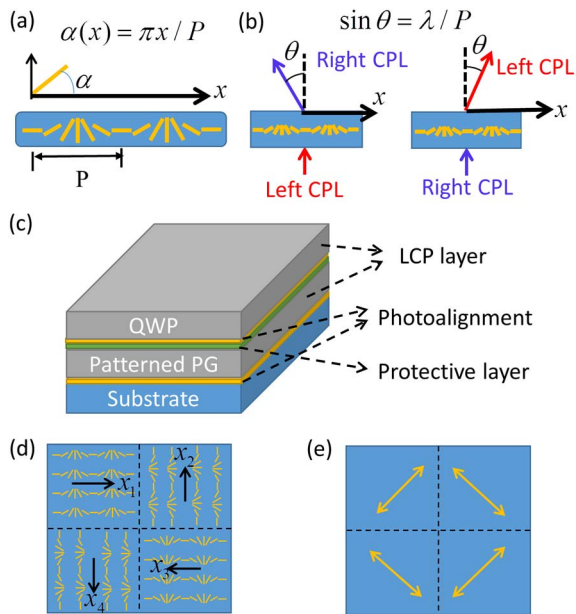 (a)
α(x) = πx / P
α
x
P
(b)
sin θ = λ / P
θ
Right CPL
x
Left CPL
θ
Left CPL
x
Right CPL
(c)
QWP
Patterned PG
Substrate
LCP layer
Photoalignment
Protective layer
(d)
x₁
x₂
x₄
x₃
(e)